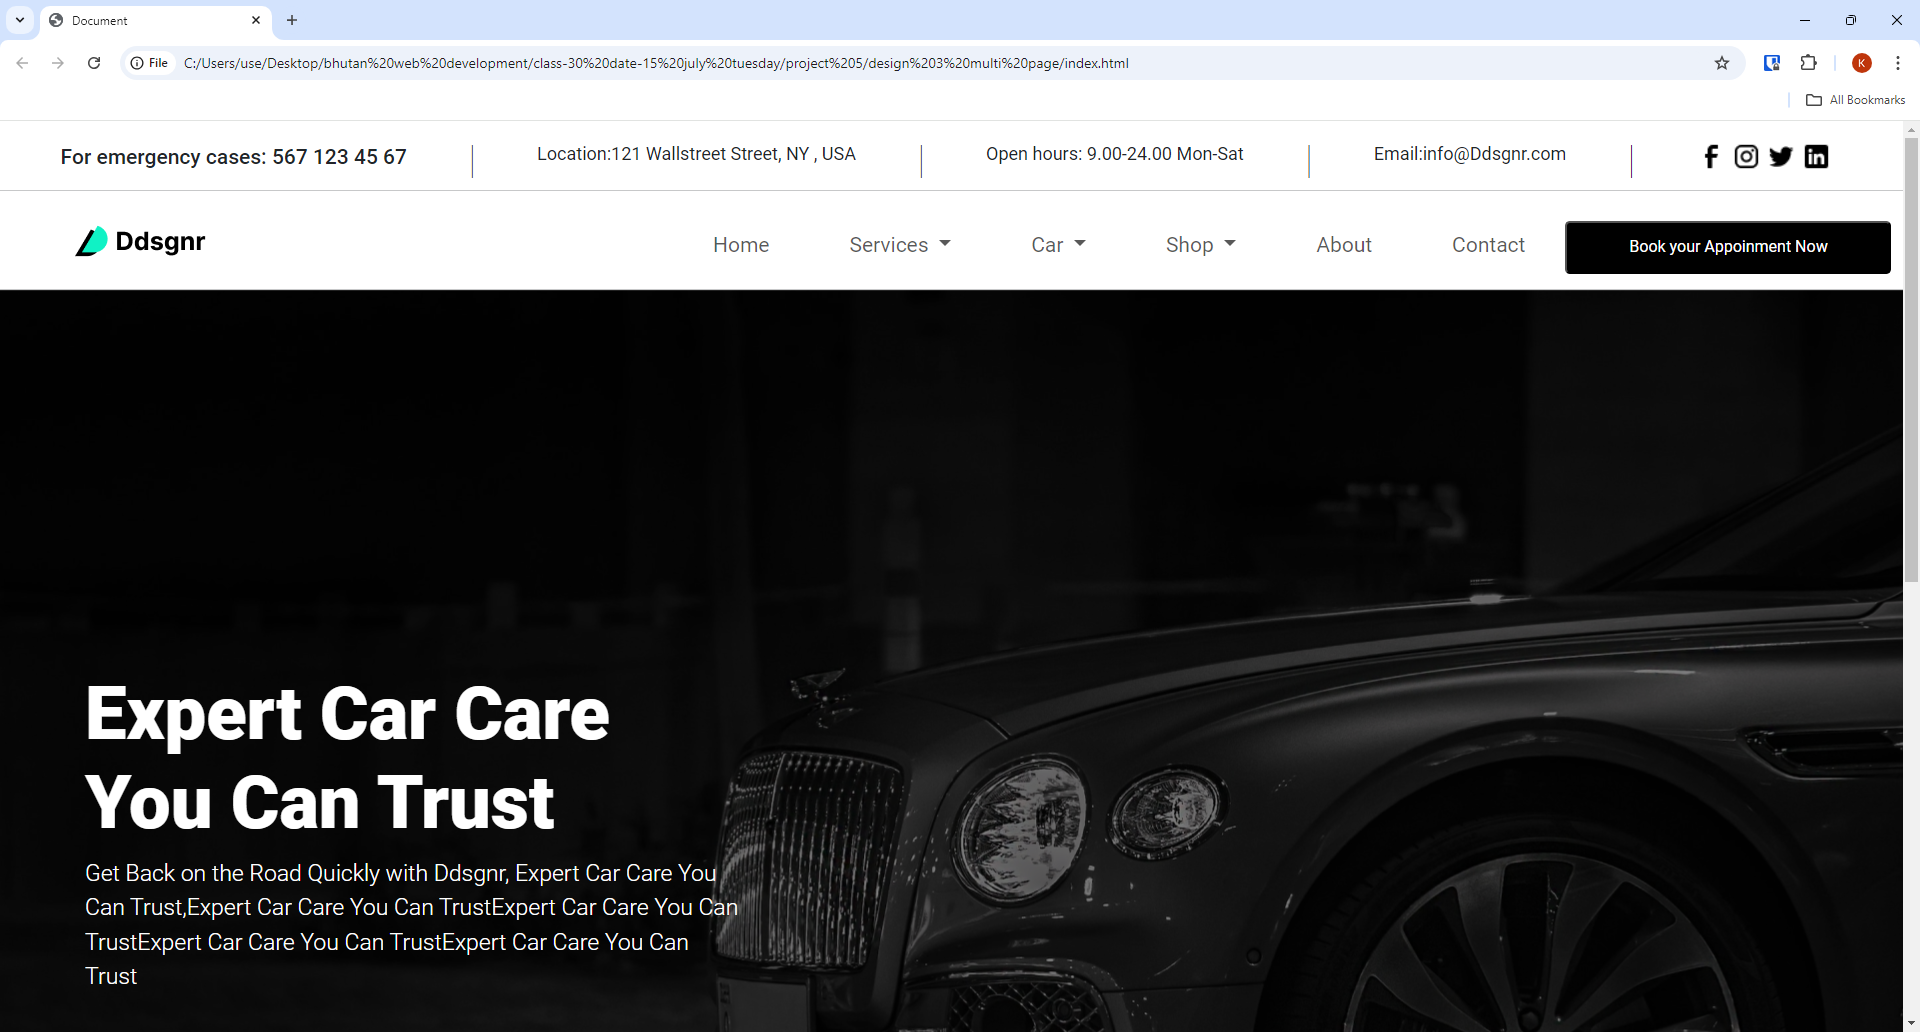 Document
File
C:/Users/use/Desktop/bhutan%20web%20development/class-30%20date-15%20july%20tuesday/project%205/design%203%20multi%20page/index.html
K
All Bookmarks
For emergency cases: 567 123 45 67
Location:121 Wallstreet Street, NY , USA
Open hours: 9.00-24.00 Mon-Sat
Email:info@Ddsgnr.com
Ddsgnr
Home
Services
Car
Shop
About
Contact
Book your Appoinment Now
Expert Car Care
You Can Trust
Get Back on the Road Quickly with Ddsgnr, Expert Car Care You
Can Trust,Expert Car Care You Can TrustExpert Car Care You Can
TrustExpert Car Care You Can TrustExpert Car Care You Can
Trust